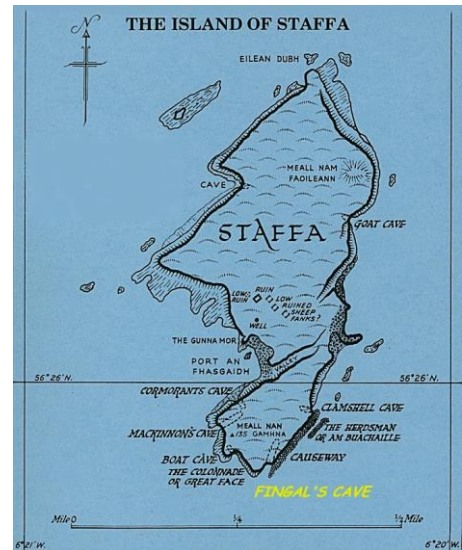 N
THE ISLAND OF STAFFA
EILEAN DUBH
MEALL NAM
FAOILEANN
CAVE
STAFFA
GOAT CAVE
LOW
RUIN
RUIN
LOW
RUINED
SHEEP
FANKS?
WELL
THE GUNNA MOR
PORT AN
FHASGAIDH
VALLEY
56°26'N.
56°26'N.
CORMORANTS CAVE
CLAMSHELL CAVE
MEALL NAN
135 GAMHNA
THE HERDSMAN
OR AM BUACHAILLE
MACKINNON'S CAVE
BOAT CAVE
CAUSEWAY
THE COLONNADE
OR GREAT FACE
FINGAL'S CAVE
Mile 0
¼
½ Mile
6°21'W.
6°20'W.